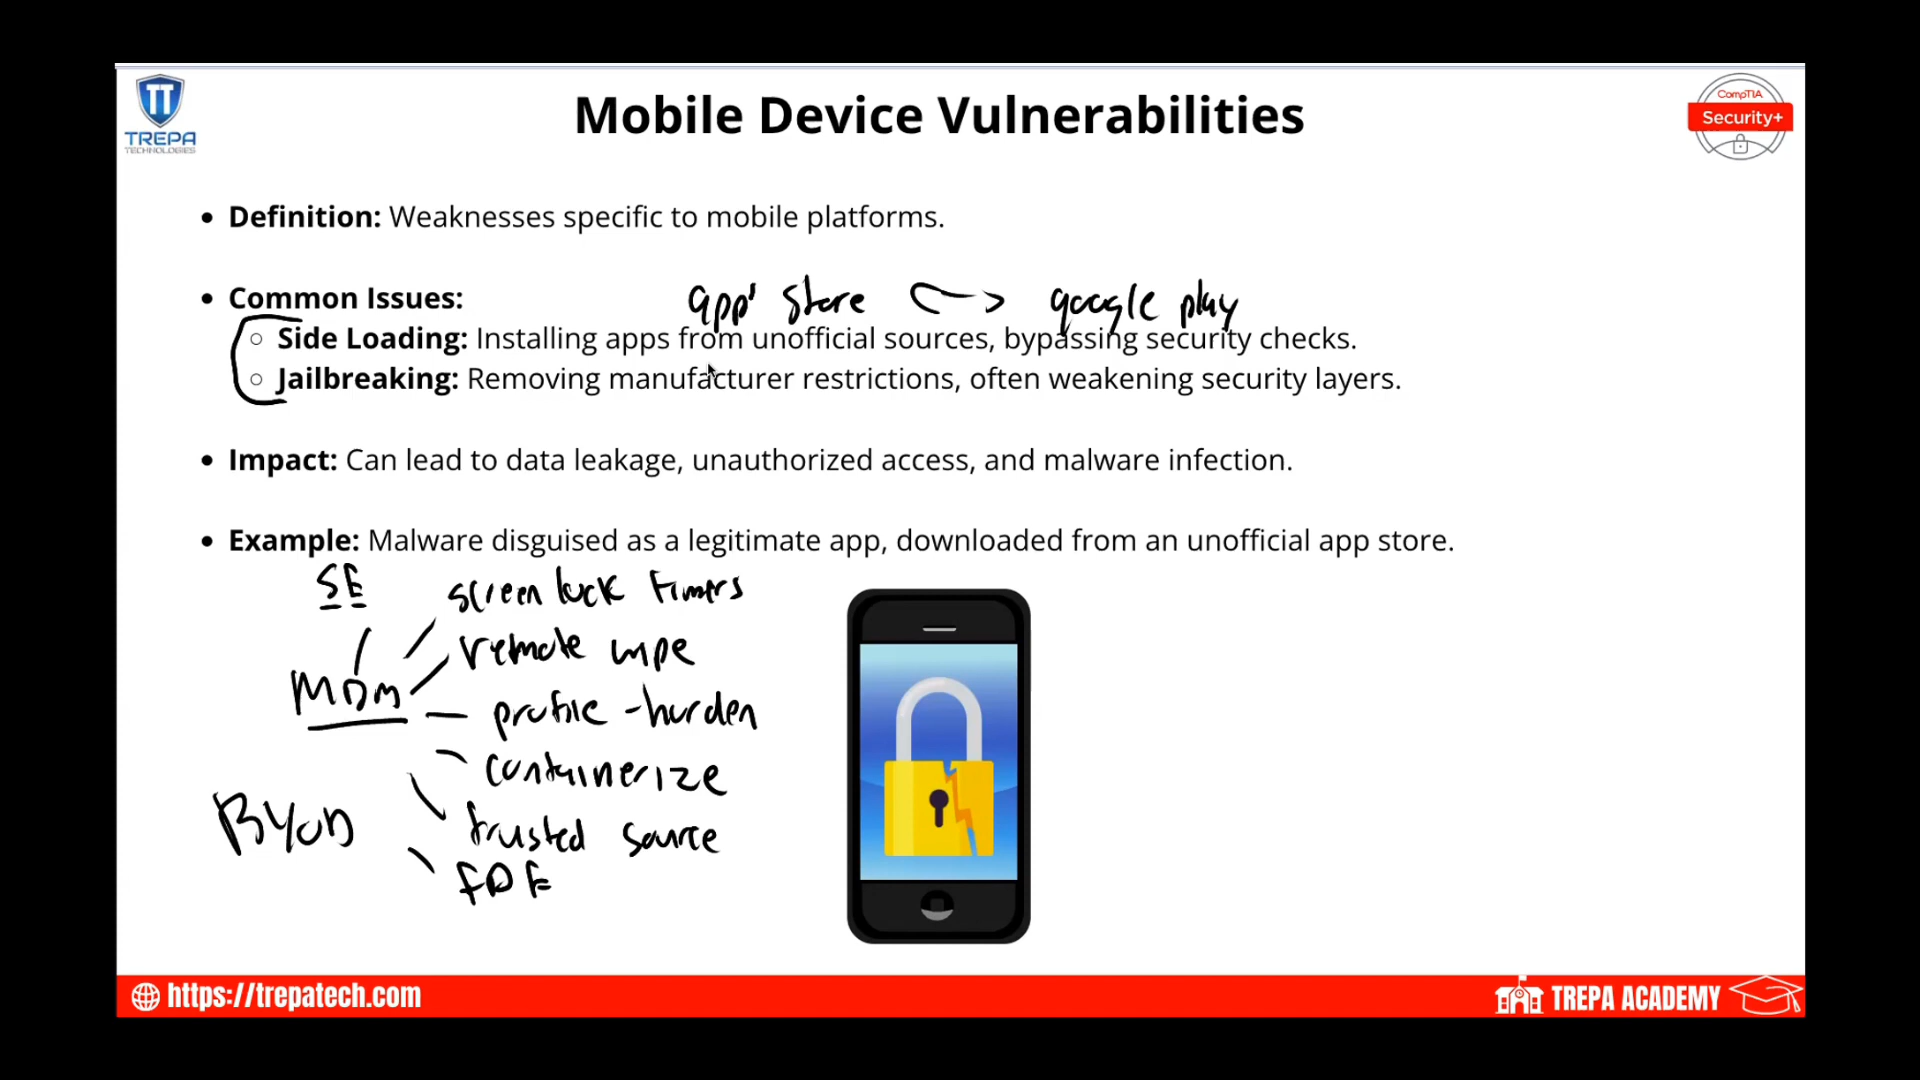 TREPA
TECHNOLOGIES
Mobile Device Vulnerabilities
CompTIA
Security+
• Definition: Weaknesses specific to mobile platforms.
• Common Issues:
app store google play
○ Side Loading: Installing apps from unofficial sources, bypassing security checks.
○ Jailbreaking: Removing manufacturer restrictions, often weakening security layers.
• Impact: Can lead to data leakage, unauthorized access, and malware infection.
• Example: Malware disguised as a legitimate app, downloaded from an unofficial app store.
SE
screen lock timers
remote wipe
MDM
profile - harden
containerize
BYOD
trusted source
FDE
https://trepatech.com
TREPA ACADEMY